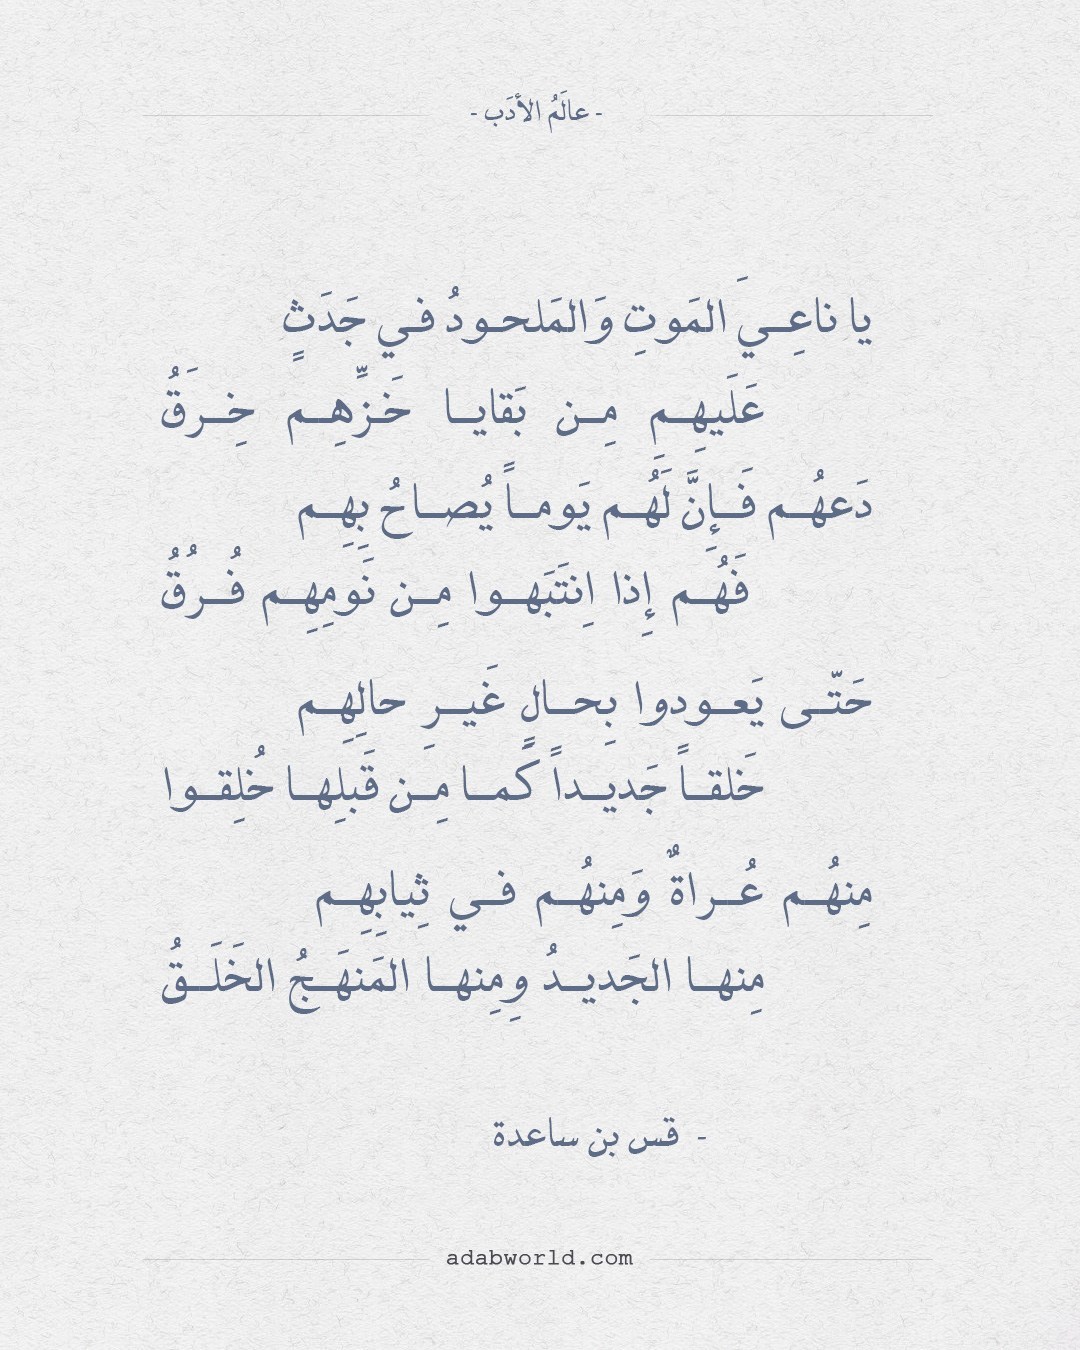 - عالَمُ الأدَب -
يا ناعِـيَ المَوتِ وَالمَلحـودُ فـي جَدَثٍ
عَلَيهِـم مِـن بَقايـا خَـزِّهِـم خِـرَقُ
دَعهُـم فَـإِنَّ لَهُـم يَومـاً يُصـاحُ بِهِـم
فَهُـم إِذا اِنتَبَهـوا مِـن نَومِهِـم فُـرُقُ
حَتّـى يَعـودوا بِحـالٍ غَيـرِ حالِهِـم
خَلقـاً جَديـداً كَمـا مِـن قَبلِهـا خُلِقـوا
مِنهُـم عُـراةٌ وَمِنهُـم فـي ثِيابِهِـم
مِنهـا الجَديـدُ وِمِنهـا المَنهَـجُ الخَلَـقُ
- قس بن ساعدة
adabworld.com